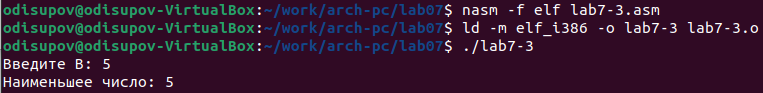 odisupov@odisupov-VirtualBox:~/work/arch-pc/lab07$ nasm -f elf lab7-3.asm
odisupov@odisupov-VirtualBox:~/work/arch-pc/lab07$ ld -m elf_i386 -o lab7-3 lab7-3.o
odisupov@odisupov-VirtualBox:~/work/arch-pc/lab07$ ./lab7-3
Введите В: 5
Наименьшее число: 5